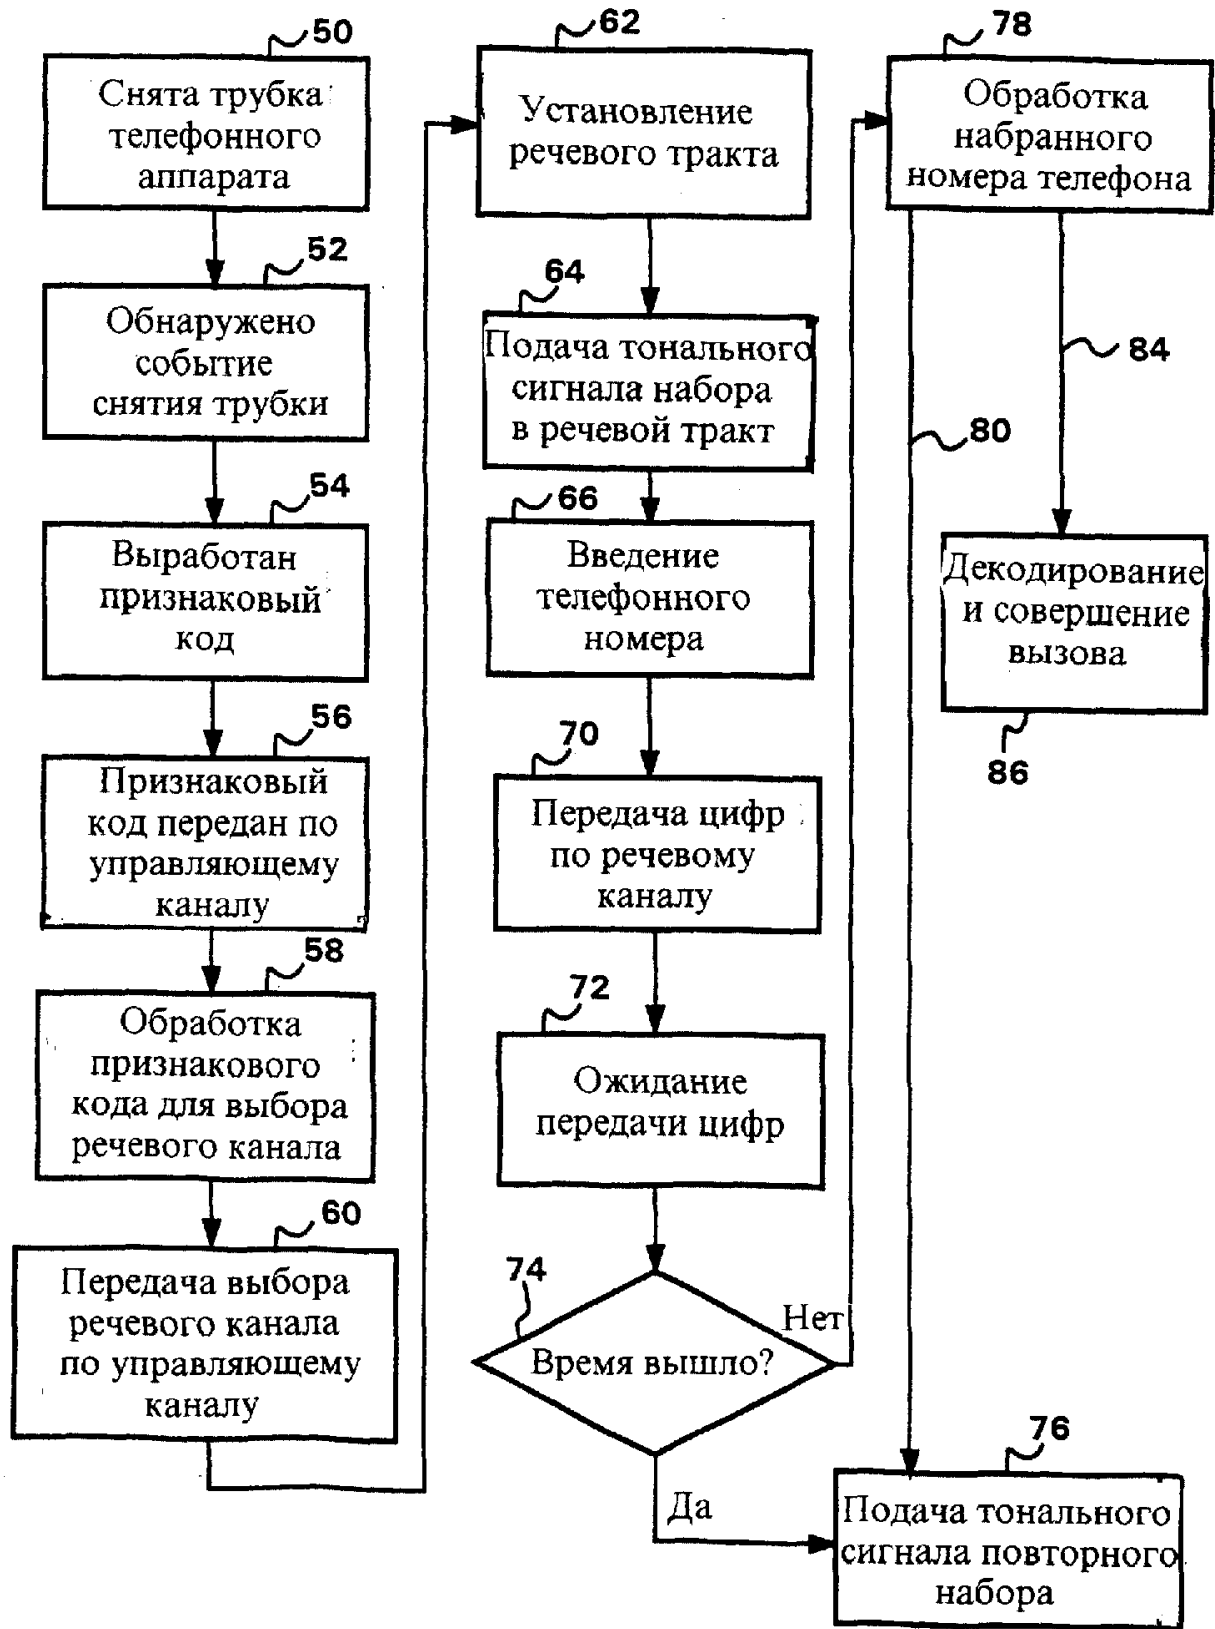 50
Снята трубка
телефонного
аппарата
52
Обнаружено
событие
снятия трубки
54
Выработан
признаковый
код
56
Признаковый
код передан по
управляющему
каналу
58
Обработка
признакового
кода для выбора
речевого канала
60
Передача выбора
речевого канала
по управляющему
каналу
62
Установление
речевого тракта
64
Подача тонального
сигнала набора
в речевой тракт
66
Введение
телефонного
номера
70
Передача цифр
по речевому
каналу
72
Ожидание
передачи цифр
74
Время вышло?
Нет
Да
78
Обработка
набранного
номера телефона
84
80
Декодирование
и совершение
вызова
86
76
Подача тонального
сигнала повторного
набора